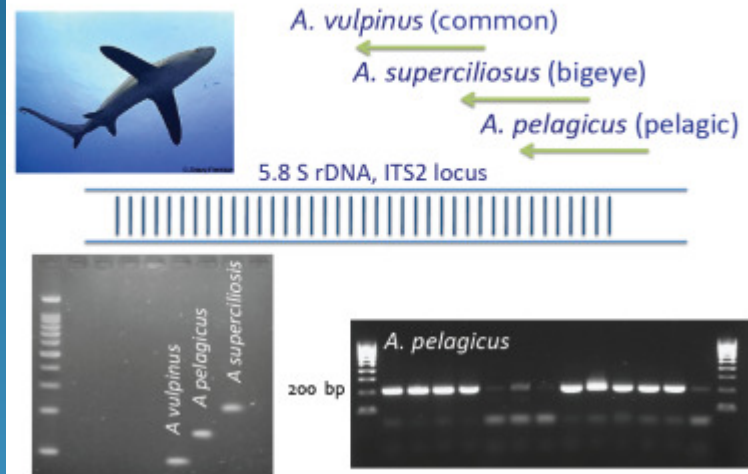 A. vulpinus (common)
A. superciliosus (bigeye)
A. pelagicus (pelagic)
5.8 S rDNA, ITS2 locus
A vulpinus
A pelagicus
A superciliosis
A. pelagicus
200 bp